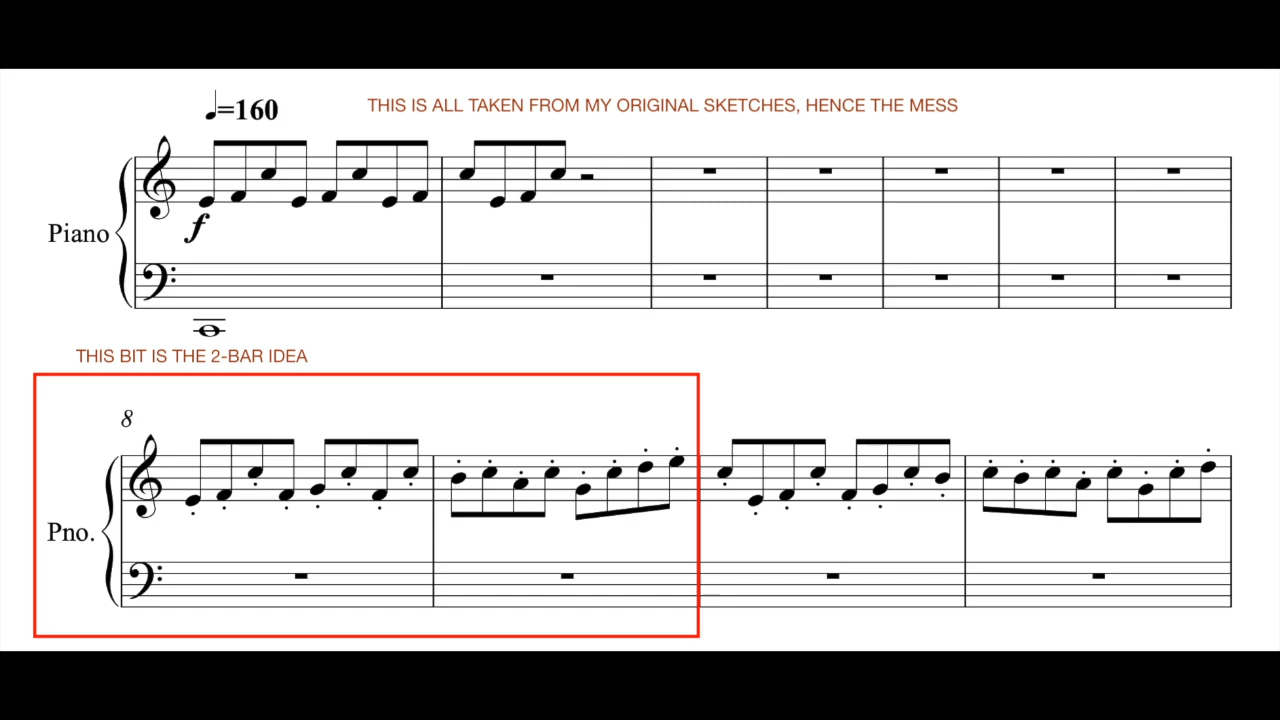 ♩=160
THIS IS ALL TAKEN FROM MY ORIGINAL SKETCHES, HENCE THE MESS
f
Piano
THIS BIT IS THE 2-BAR IDEA
8
Pno.